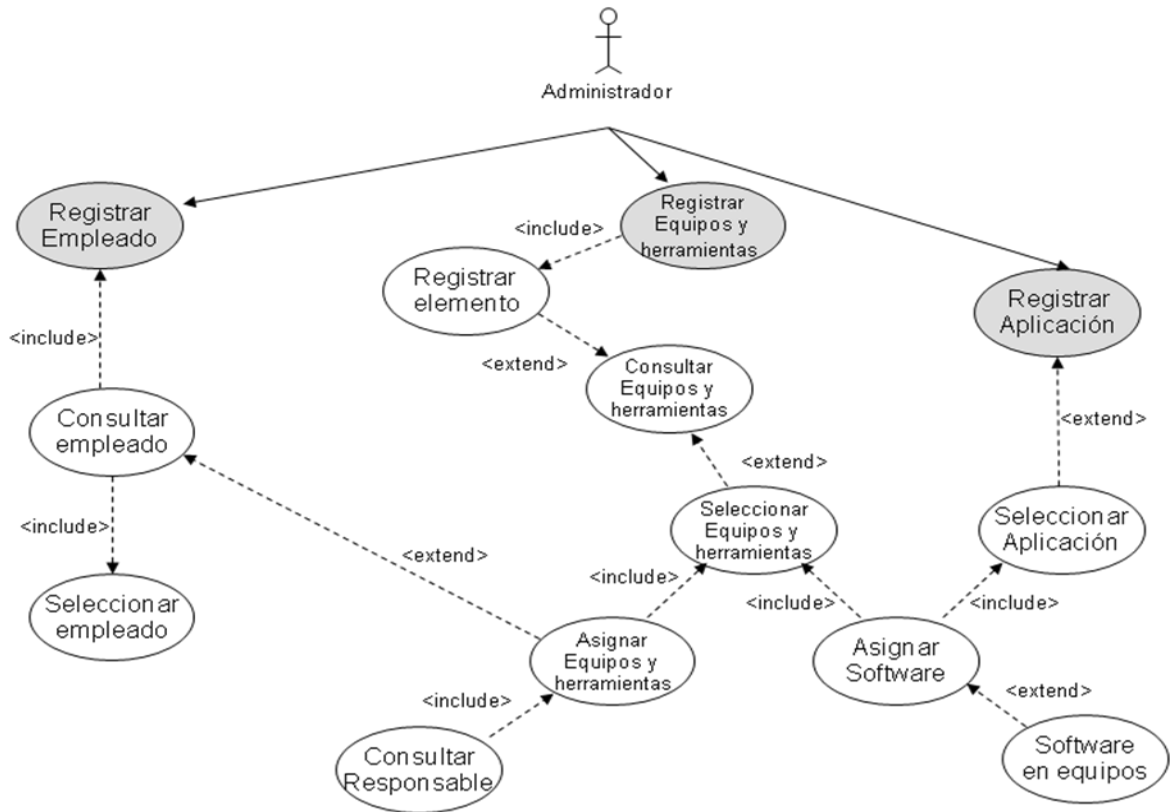 Administrador
Registrar
Empleado
Registrar
Equipos y
herramientas
<include>
Registrar
elemento
Registrar
Aplicación
<include>
<extend>
Consultar
Equipos y
herramientas
Consultar
empleado
<extend>
<extend>
Seleccionar
Equipos y
herramientas
Seleccionar
Aplicación
<include>
<extend>
<include>
<include>
<include>
Seleccionar
empleado
Asignar
Equipos y
herramientas
Asignar
Software
<include>
<extend>
Consultar
Responsable
Software
en equipos